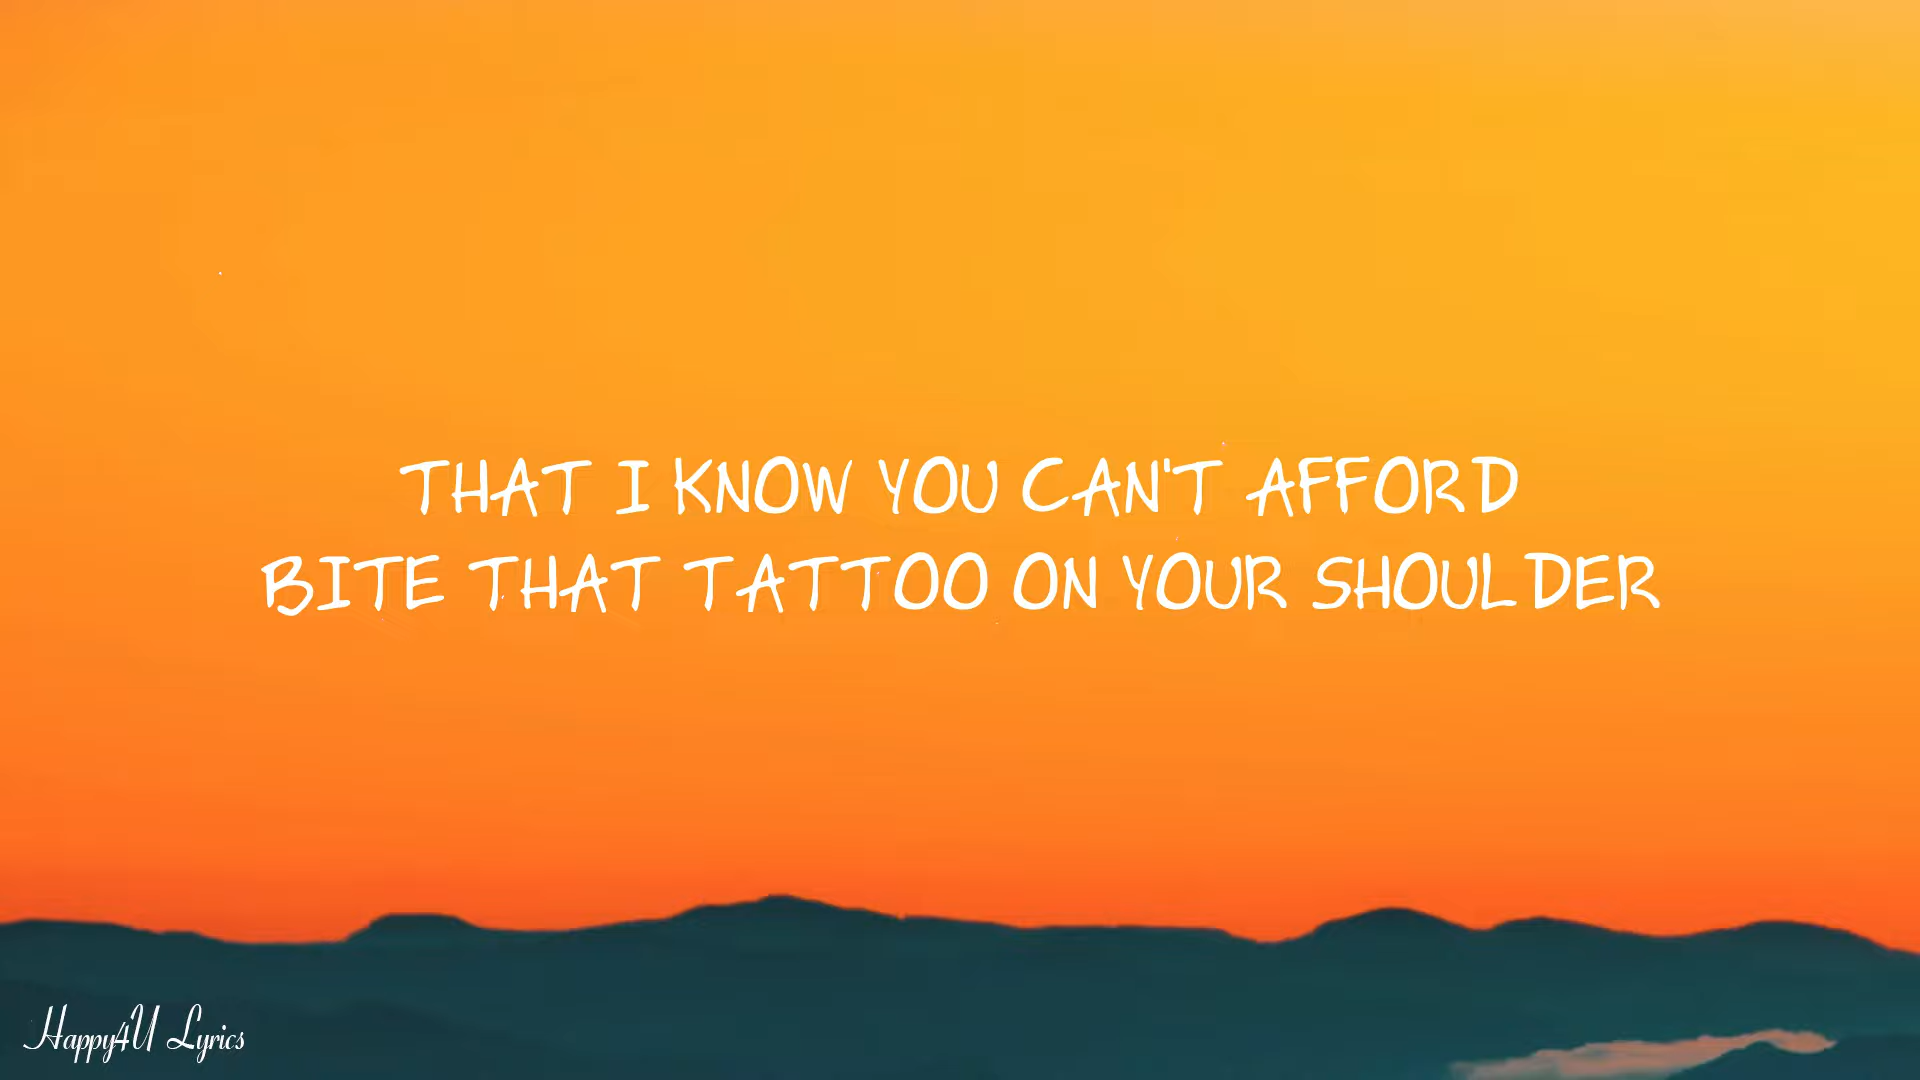 THAT I KNOW YOU CAN'T AFFORD
BITE THAT TATTOO ON YOUR SHOULDER
Happy4U Lyrics